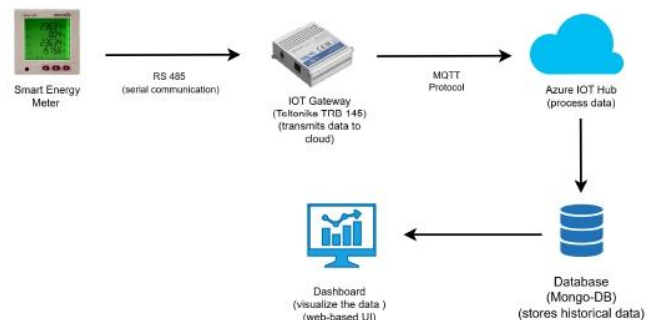 Smart Energy
Meter
RS 485
(serial communication)
IOT Gateway
(Teltonika TRB 145)
(transmits data to
cloud)
MQTT
Protocol
Azure IOT Hub
(process data)
Dashboard
(visualize the data )
(web-based UI)
Database
(Mongo-DB)
(stores historical data)